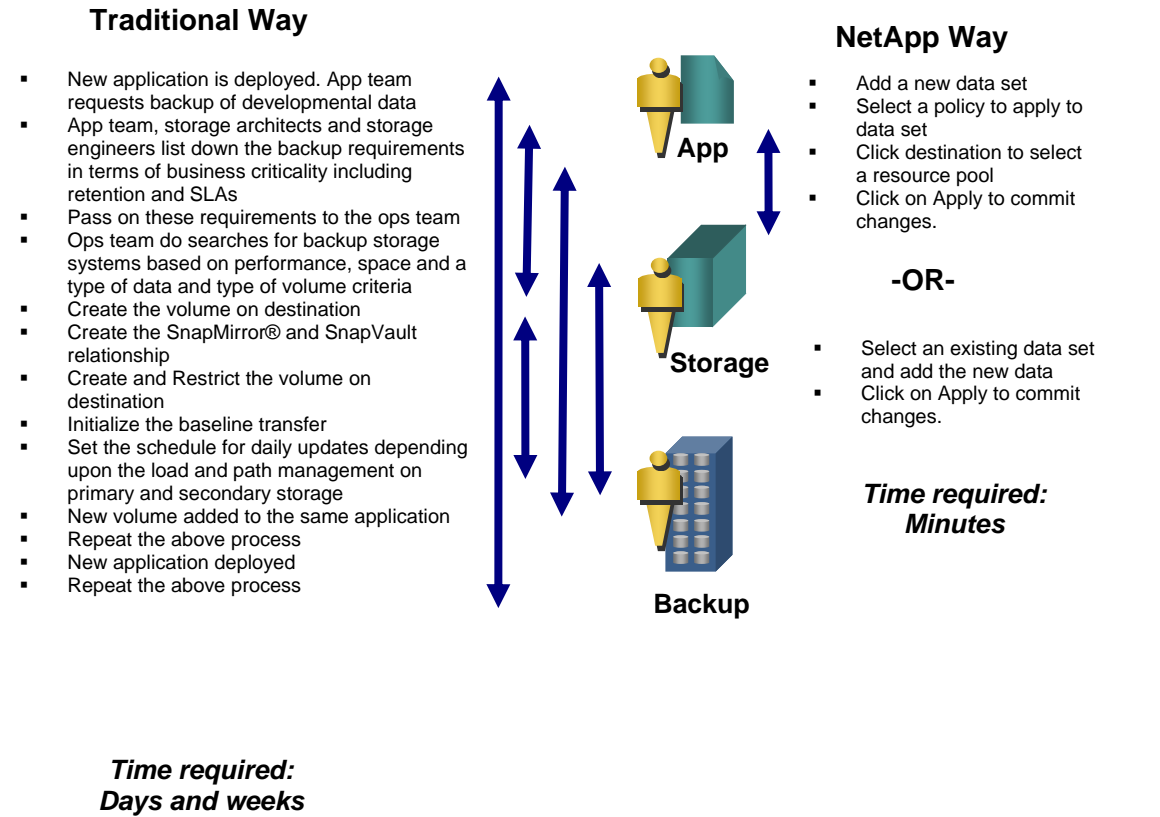 Traditional Way
▪ New application is deployed. App team
requests backup of developmental data
▪ App team, storage architects and storage
engineers list down the backup requirements
in terms of business criticality including
retention and SLAs
▪ Pass on these requirements to the ops team
▪ Ops team do searches for backup storage
systems based on performance, space and a
type of data and type of volume criteria
▪ Create the volume on destination
▪ Create the SnapMirror® and SnapVault
relationship
▪ Create and Restrict the volume on
destination
▪ Initialize the baseline transfer
▪ Set the schedule for daily updates depending
upon the load and path management on
primary and secondary storage
▪ New volume added to the same application
▪ Repeat the above process
▪ New application deployed
▪ Repeat the above process
Time required:
Days and weeks
App
Storage
Backup
NetApp Way
▪ Add a new data set
▪ Select a policy to apply to
data set
▪ Click destination to select
a resource pool
▪ Click on Apply to commit
changes.
-OR-
▪ Select an existing data set
and add the new data
▪ Click on Apply to commit
changes.
Time required:
Minutes